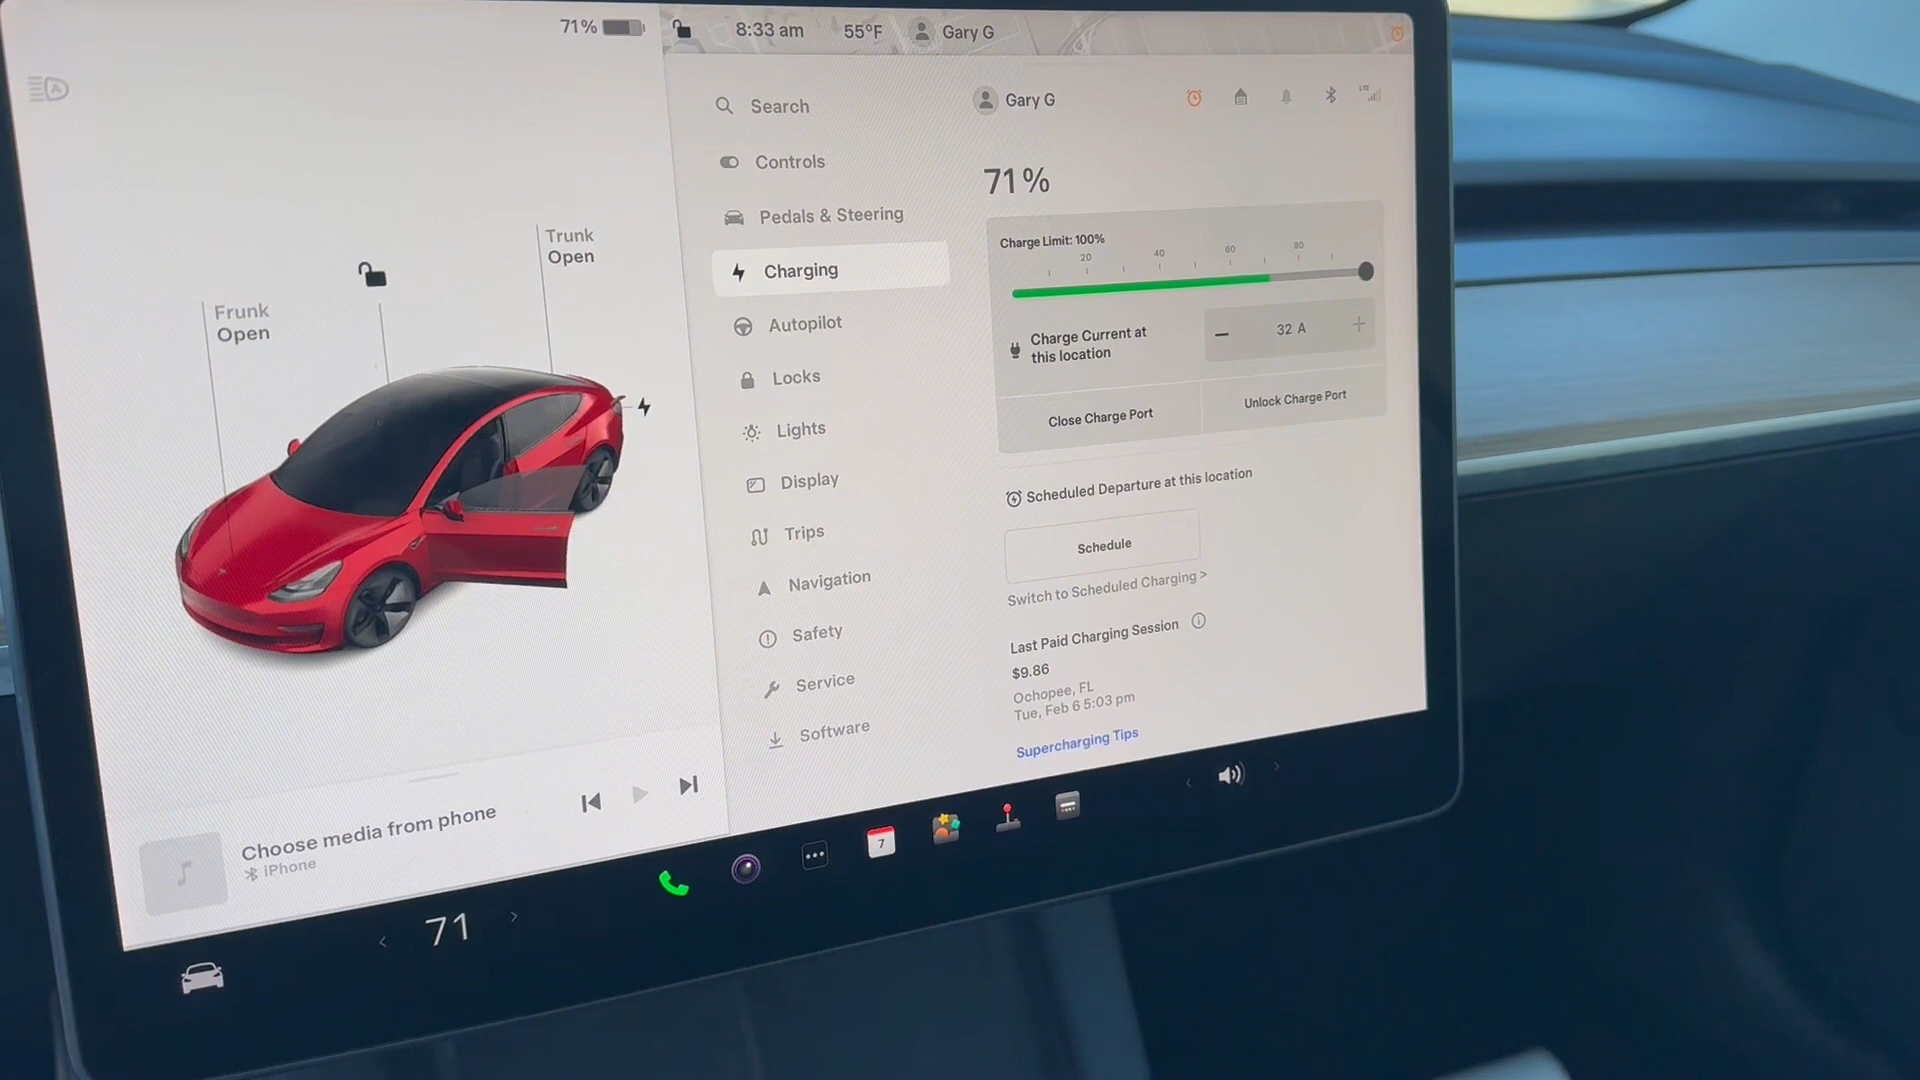 71%
8:33 am
55°F
Gary G
Trunk
Open
Frunk
Open
Choose media from phone
iPhone
Search
Controls
Pedals & Steering
Charging
Autopilot
Locks
Lights
Display
Trips
Navigation
Safety
Service
Software
Gary G
LTE
71%
Charge Limit: 100%
20 40 60 80
Charge Current at
this location
32 A
Close Charge Port
Unlock Charge Port
Scheduled Departure at this location
Schedule
Switch to Scheduled Charging >
Last Paid Charging Session
$9.86
Ochopee, FL
Tue, Feb 6 5:03 pm
Supercharging Tips
71
7